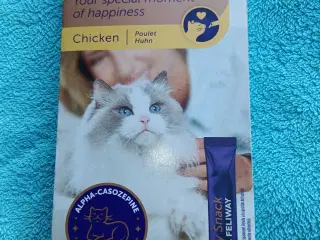 Your special moment
of happiness
Chicken
Poulet
Huhn
ALPHA-CASOZEPINE
Snack
FELIWAY